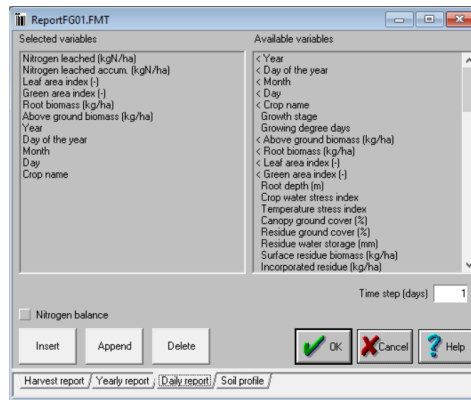 ReportFG01.FMT
Selected variables
Nitrogen leached (kgN/ha)
Nitrogen leached accum. (kgN/ha)
Leaf area index (-)
Green area index (-)
Root biomass (kg/ha)
Above ground biomass (kg/ha)
Year
Day of the year
Month
Day
Crop name
Available variables
< Year
< Day of the year
< Month
< Day
< Crop name
Growth stage
Growing degree days
< Above ground biomass (kg/ha)
< Root biomass (kg/ha)
< Leaf area index (-)
< Green area index (-)
Root depth (m)
Crop water stress index
Temperature stress index
Canopy ground cover (%)
Residue ground cover (%)
Residue water storage (mm)
Surface residue biomass (kg/ha)
Incorporated residue (kg/ha)
Time step (days) 1
Nitrogen balance
Insert Append Delete OK Cancel Help
Harvest report Yearly report Daily report Soil profile